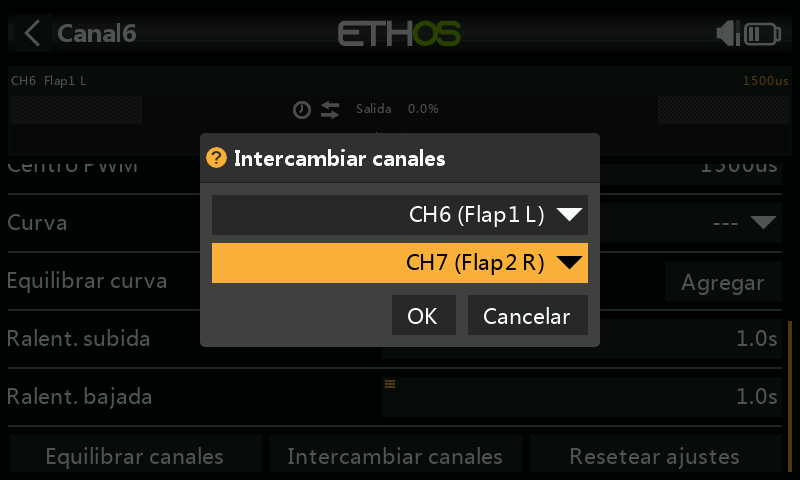 Canal6
ETHOS
CH6 Flap1 L
1500us
Salida 0.0%
Centro PWM
1500us
Intercambiar canales
CH6 (Flap1 L)
CH7 (Flap2 R)
OK
Cancelar
Curva
---
Equilibrar curva
Agregar
Ralent. subida
1.0s
Ralent. bajada
1.0s
Equilibrar canales
Intercambiar canales
Resetear ajustes